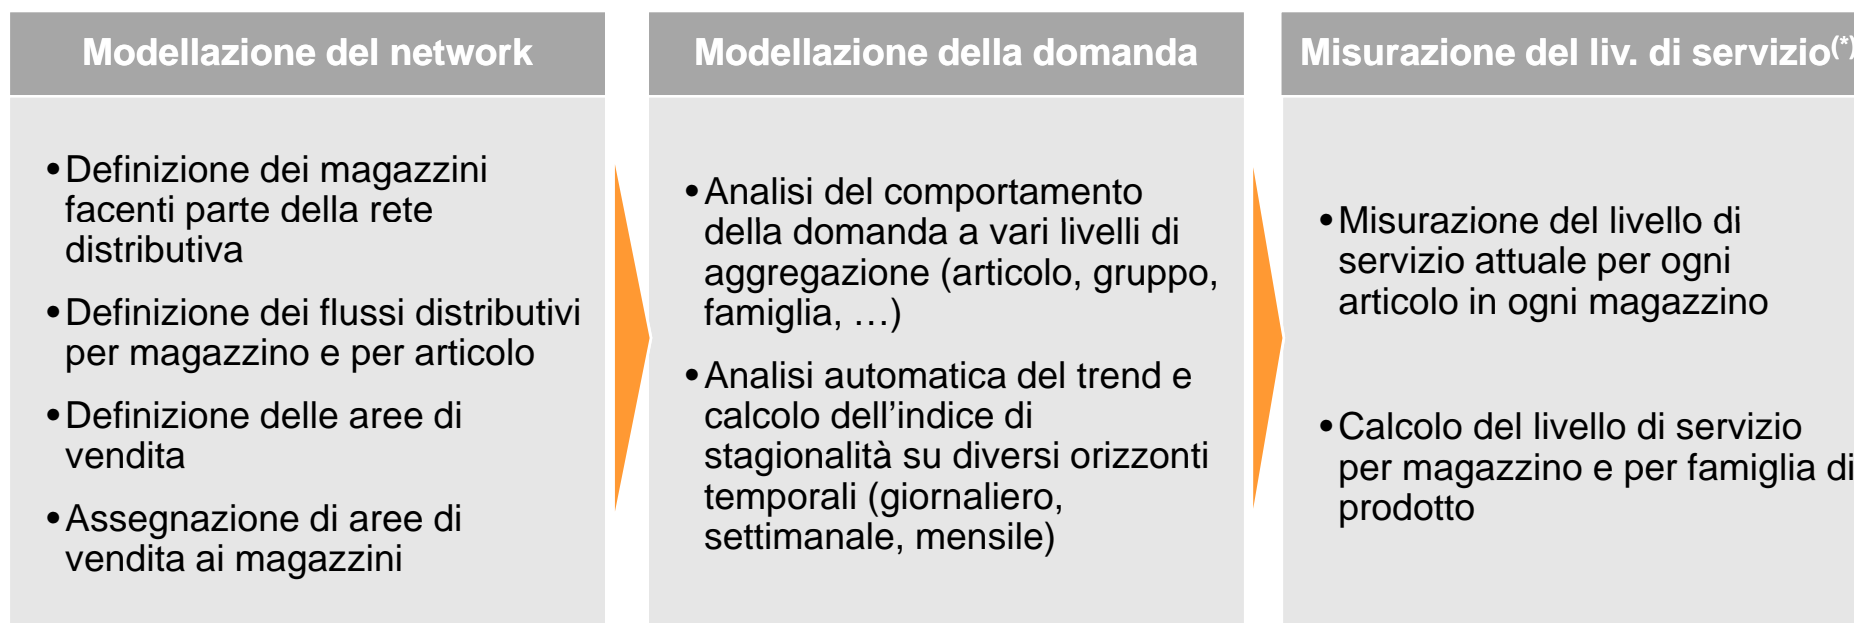 Modellazione del network
•Definizione dei magazzini
facenti parte della rete
distributiva
•Definizione dei flussi distributivi
per magazzino e per articolo
•Definizione delle aree di
vendita
•Assegnazione di aree di
vendita ai magazzini
Modellazione della domanda
•Analisi del comportamento
della domanda a vari livelli di
aggregazione (articolo, gruppo,
famiglia, …)
•Analisi automatica del trend e
calcolo dell’indice di
stagionalità su diversi orizzonti
temporali (giornaliero,
settimanale, mensile)
Misurazione del liv. di servizio(*)
•Misurazione del livello di
servizio attuale per ogni
articolo in ogni magazzino
•Calcolo del livello di servizio
per magazzino e per famiglia di
prodotto